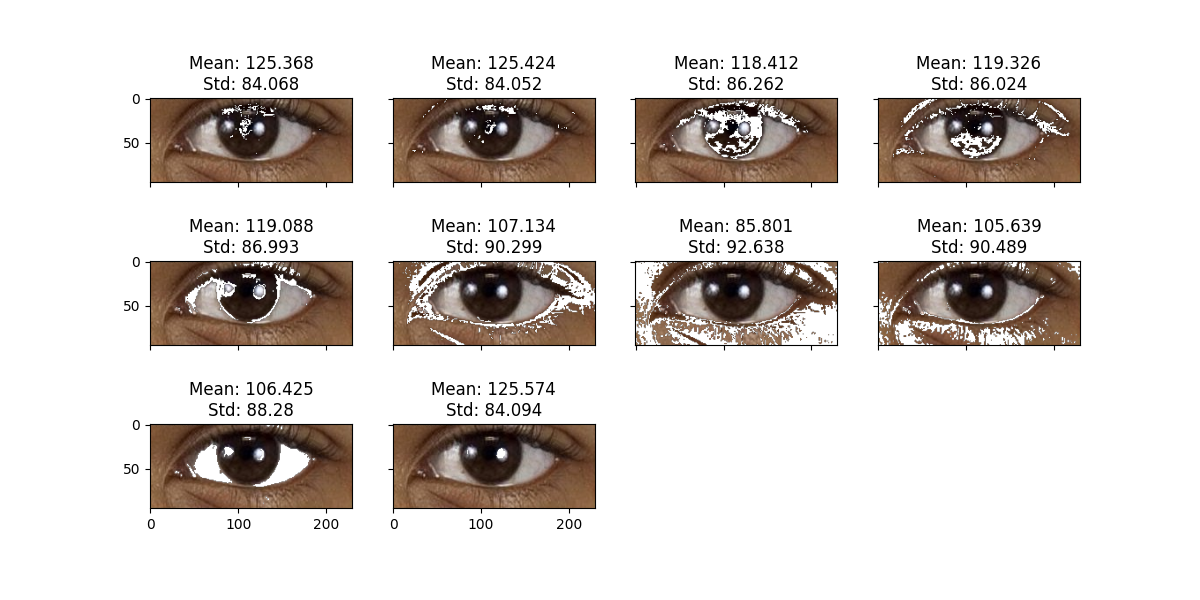 Mean: 125.368
Std: 84.068
Mean: 125.424
Std: 84.052
Mean: 118.412
Std: 86.262
Mean: 119.326
Std: 86.024
0
50
Mean: 119.088
Std: 86.993
Mean: 107.134
Std: 90.299
Mean: 85.801
Std: 92.638
Mean: 105.639
Std: 90.489
0
50
Mean: 106.425
Std: 88.28
Mean: 125.574
Std: 84.094
0
50
0 100 200
0 100 200